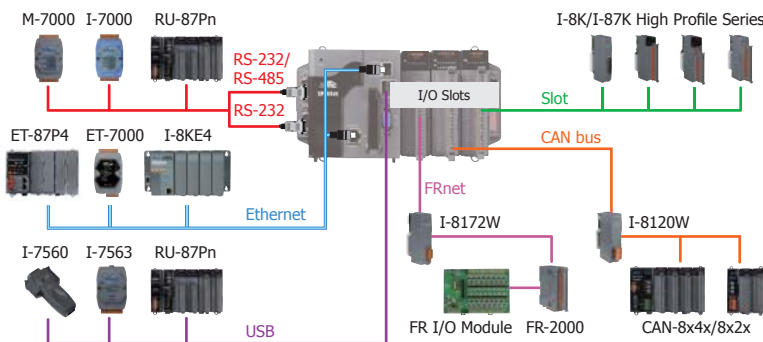 M-7000 I-7000 RU-87Pn
I-8K/I-87K High Profile Series
RS-232/
RS-485
I/O Slots
Slot
RS-232
ET-87P4 ET-7000 I-8KE4
CAN bus
FRnet
Ethernet
I-8172W
I-8120W
I-7560 I-7563 RU-87Pn
USB
FR I/O Module FR-2000 CAN-8x4x/8x2x